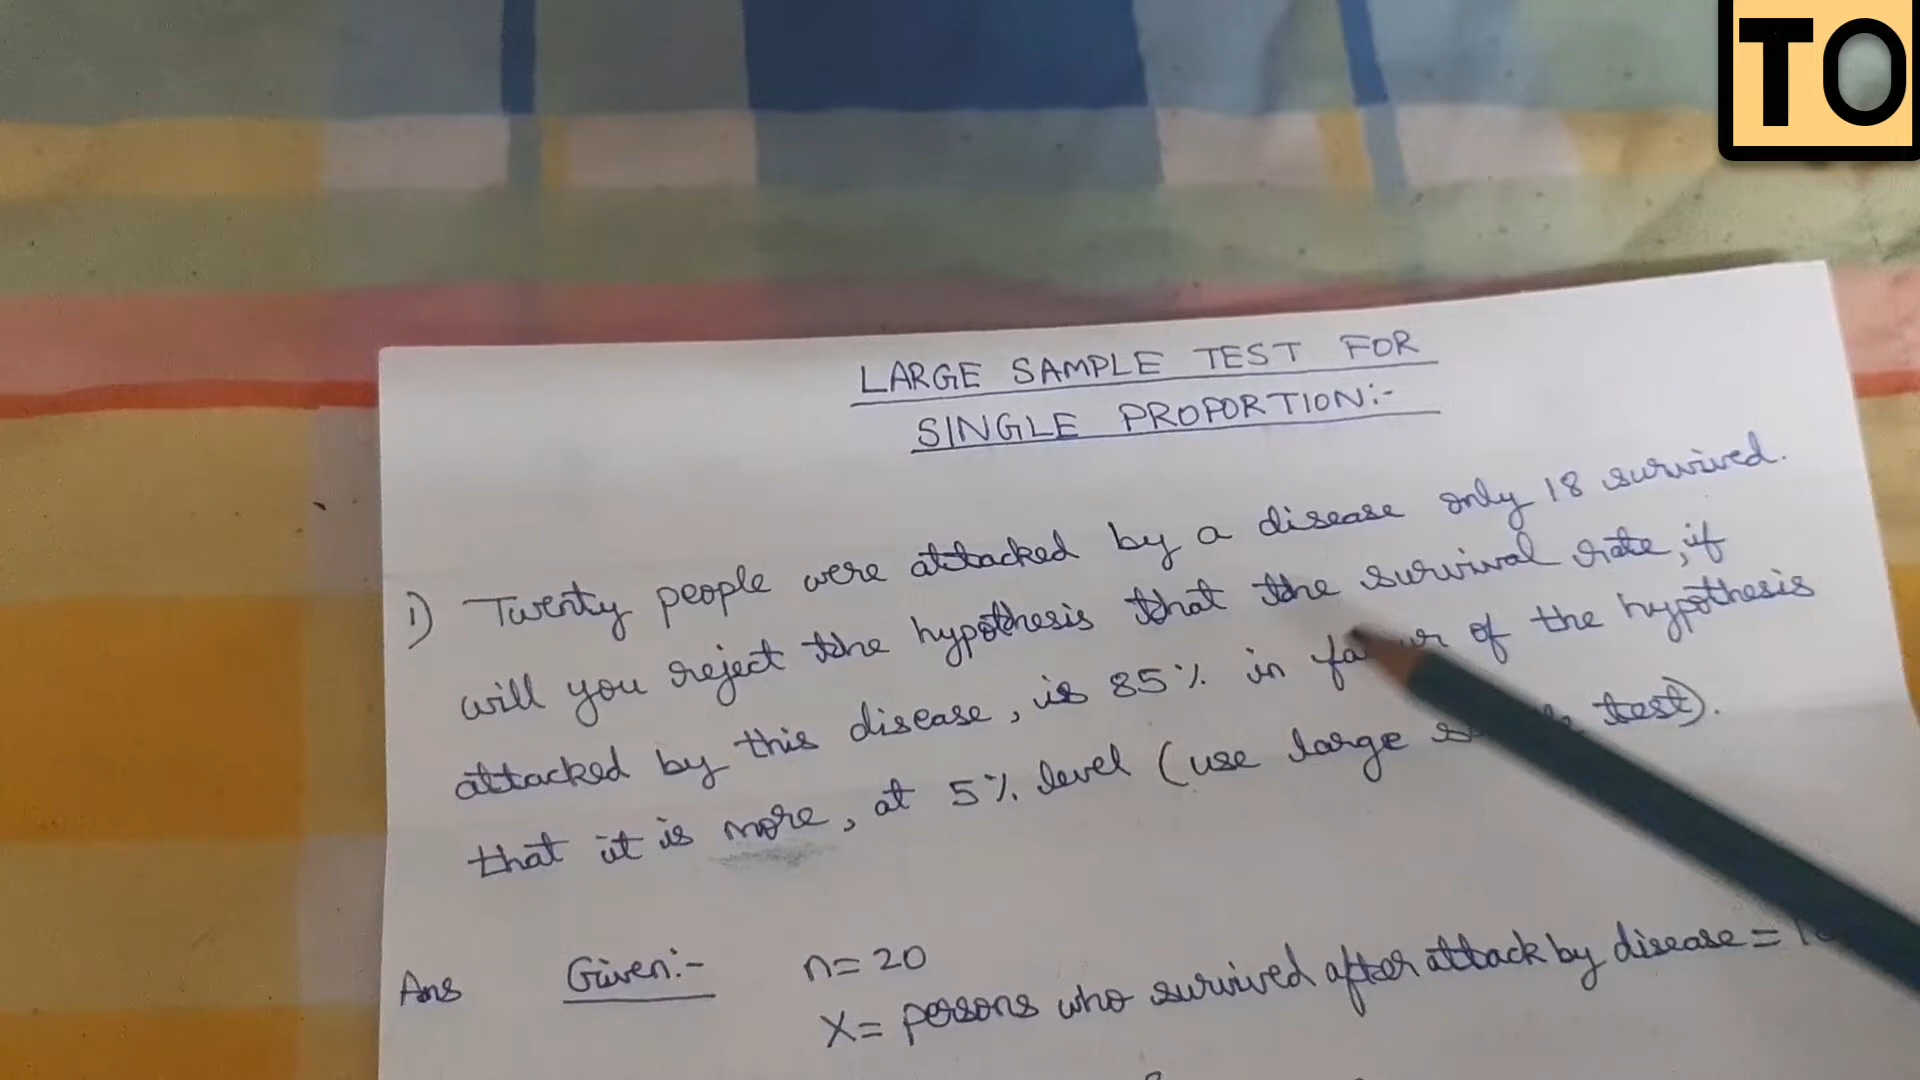 TO
LARGE SAMPLE TEST FOR
SINGLE PROPORTION:-
1) Twenty people were attacked by a disease only 18 survived.
will you reject the hypothesis that the survival rate, if
attacked by this disease, is 85% in of the hypothesis
that it is more, at 5% level (use large test).
Ans Given:- n=20
X= persons who survived after attack by disease =